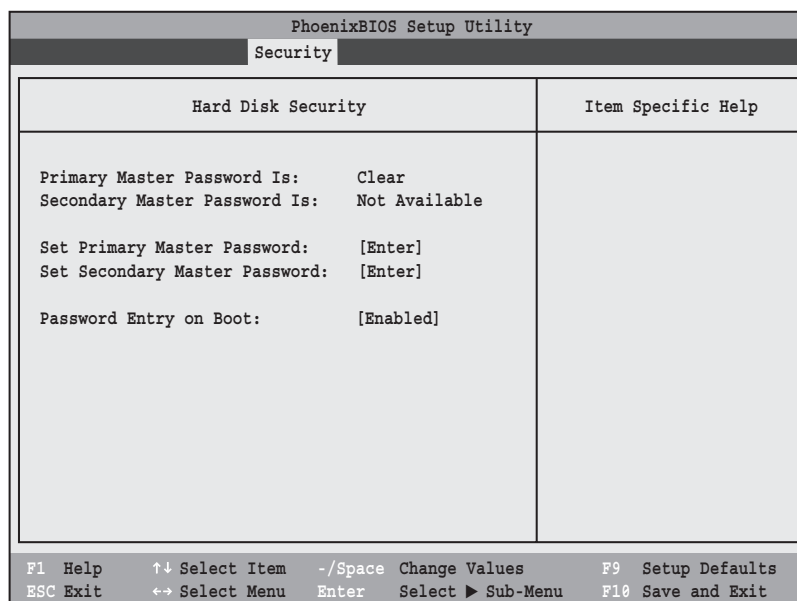 PhoenixBIOS Setup Utility
Security
Hard Disk Security
Item Specific Help
Primary Master Password Is: Clear
Secondary Master Password Is: Not Available
Set Primary Master Password: [Enter]
Set Secondary Master Password: [Enter]
Password Entry on Boot: [Enabled]
F1 Help ↑↓ Select Item -/Space Change Values F9 Setup Defaults
ESC Exit ←→ Select Menu Enter Select ▶ Sub-Menu F10 Save and Exit